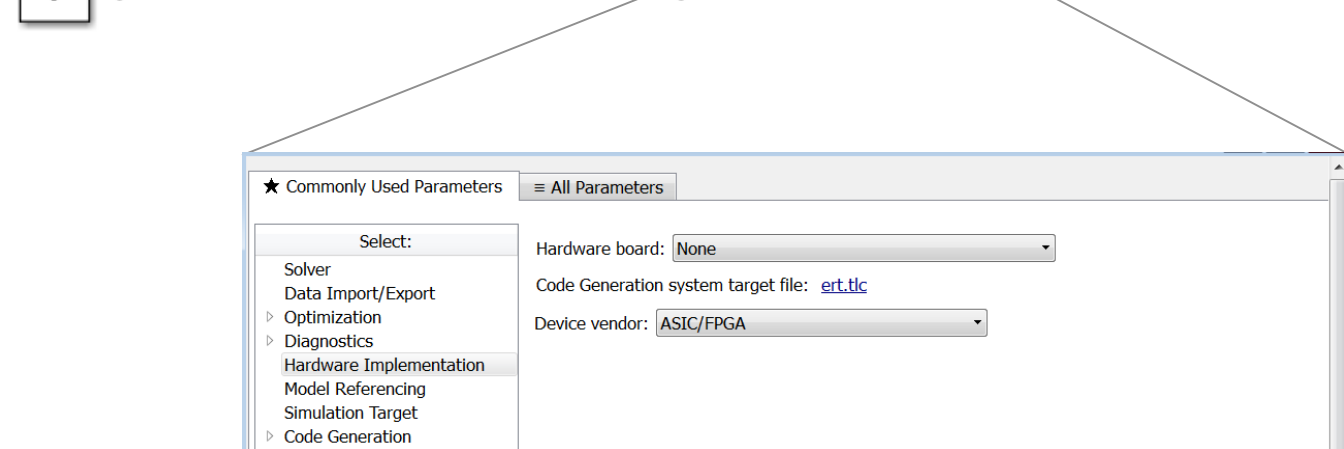 ★ Commonly Used Parameters
≡ All Parameters
Select:
Solver
Data Import/Export
Optimization
Diagnostics
Hardware Implementation
Model Referencing
Simulation Target
Code Generation
Hardware board: None
Code Generation system target file: ert.tlc
Device vendor: ASIC/FPGA